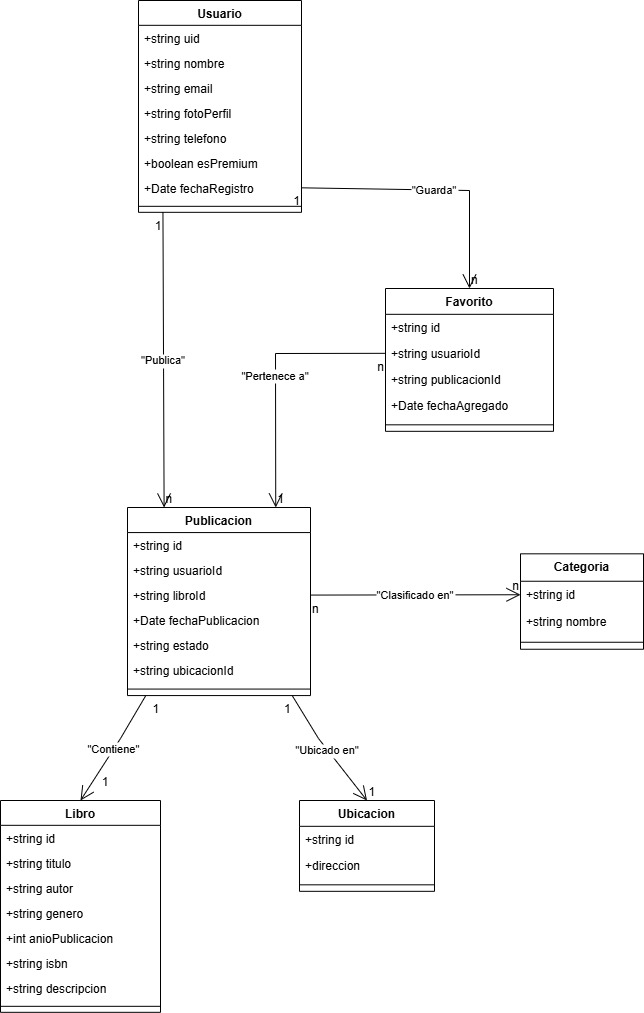 Usuario
+string uid
+string nombre
+string email
+string fotoPerfil
+string telefono
+boolean esPremium
+Date fechaRegistro
1
"Guarda"
n
1
"Publica"
n
Favorito
+string id
+string usuarioId
+string publicacionId
+Date fechaAgregado
n
"Pertenece a"
1
Publicacion
+string id
+string usuarioId
+string libroId
+Date fechaPublicacion
+string estado
+string ubicacionId
n
"Clasificado en"
n
Categoria
+string id
+string nombre
1
"Contiene"
1
1
"Ubicado en"
1
Libro
+string id
+string titulo
+string autor
+string genero
+int anioPublicacion
+string isbn
+string descripcion
Ubicacion
+string id
+direccion